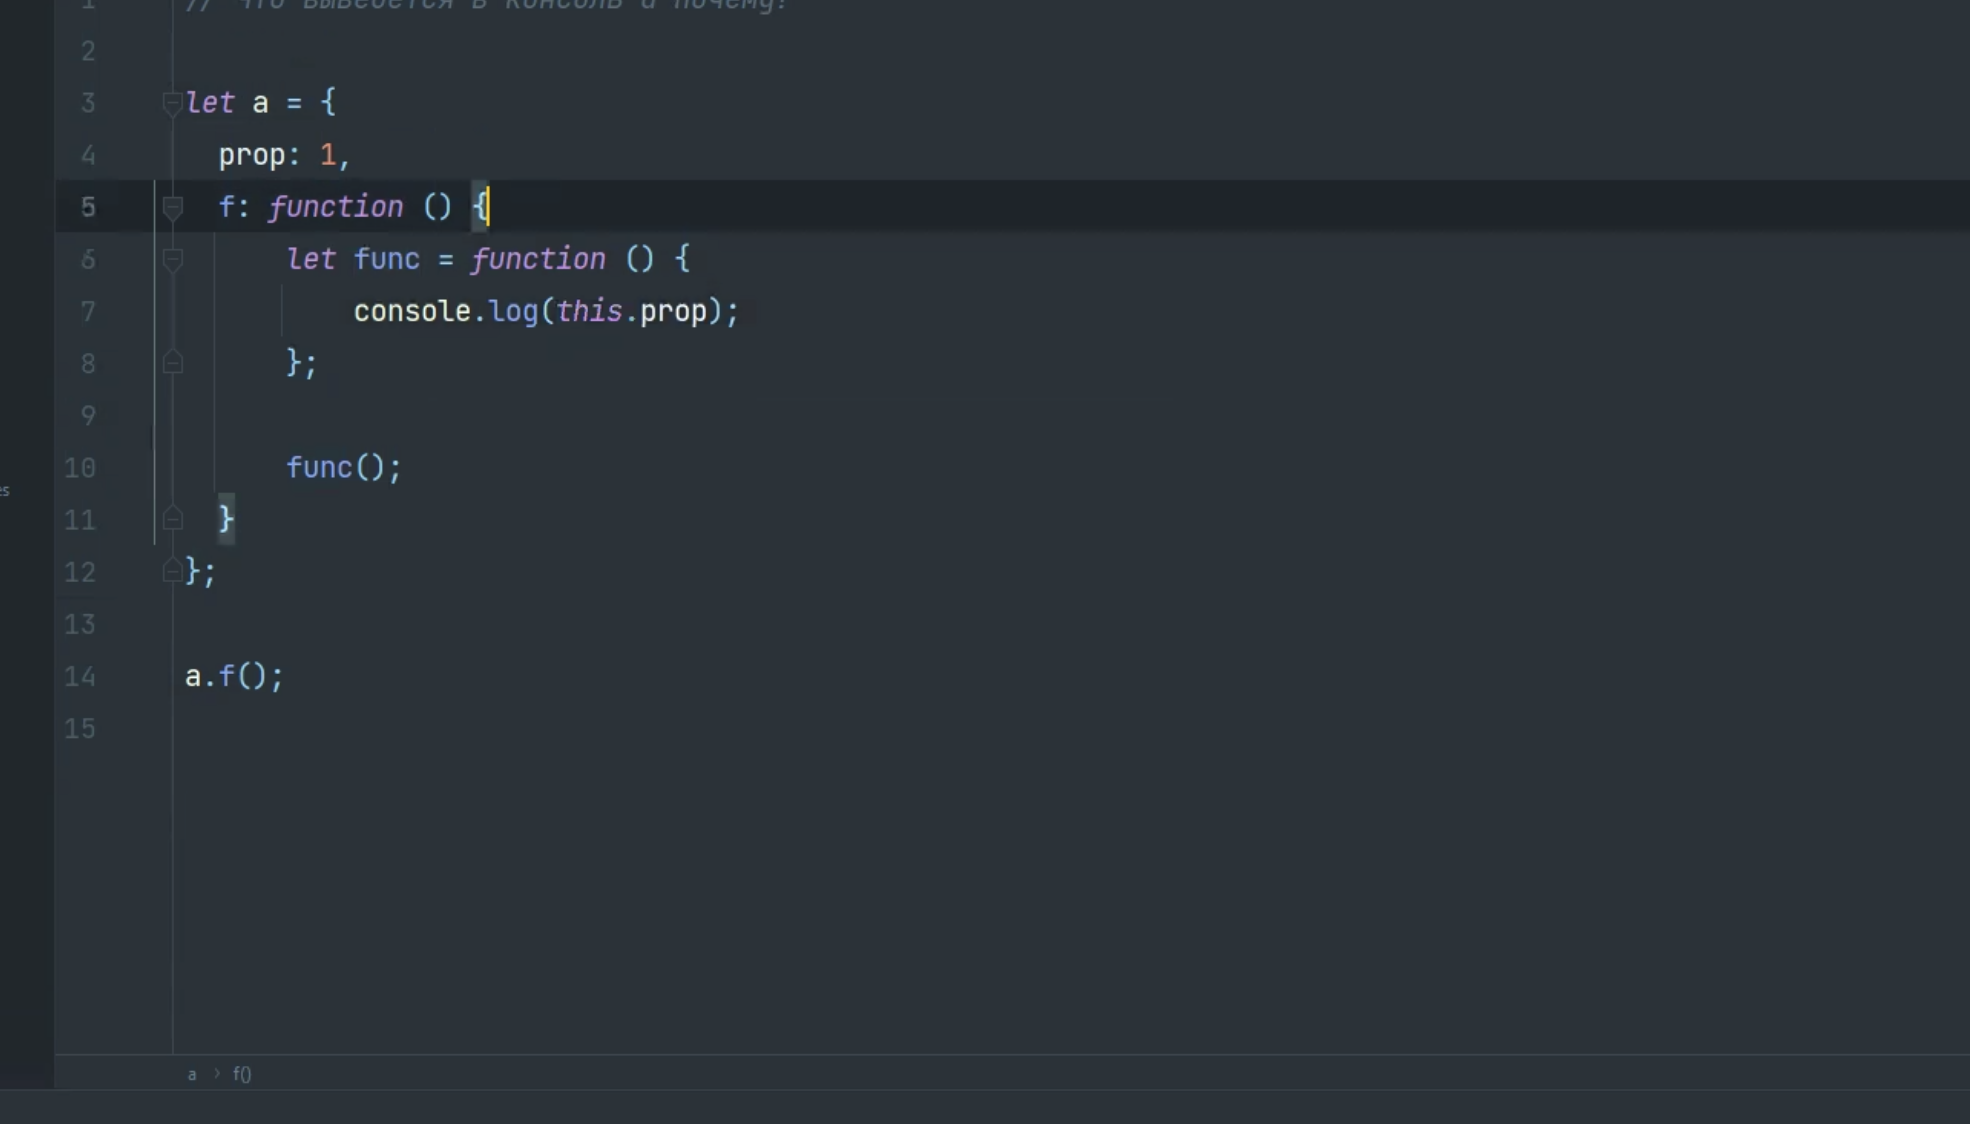 1 // Что выведется в консоль и почему?
2
3 let a = {
4 prop: 1,
5 f: function () {
6 let func = function () {
7 console.log(this.prop);
8 };
9
10 func();
11 }
12 };
13
14 a.f();
15
es
a › f()